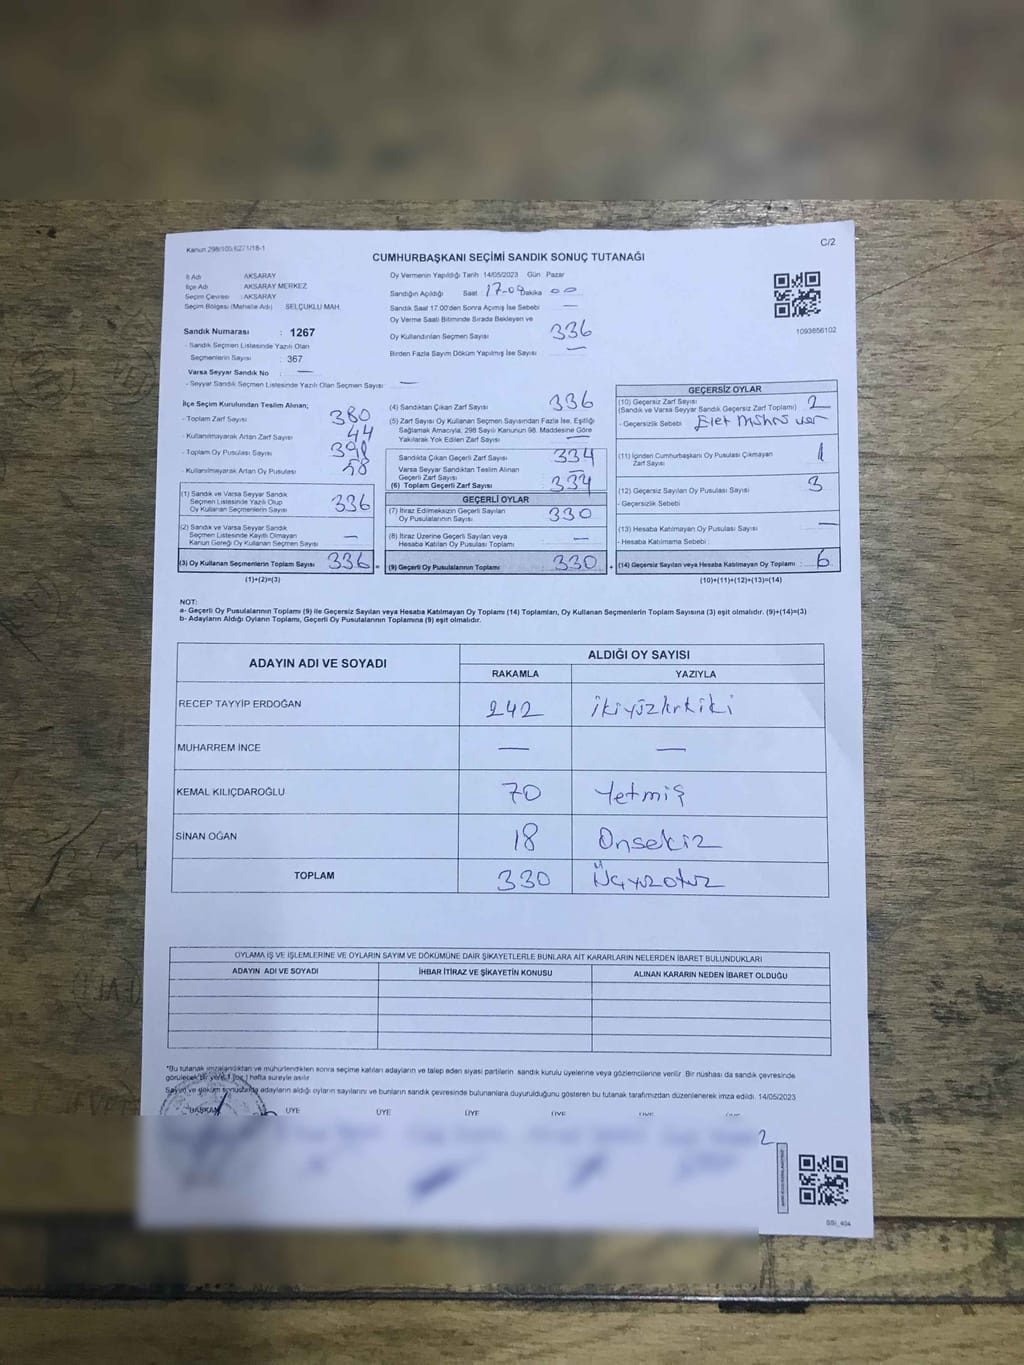 Kanun 298/105,6271/18-1
C/2
CUMHURBAŞKANI SEÇİMİ SANDIK SONUÇ TUTANAĞI
İl Adı AKSARAY
İlçe Adı AKSARAY MERKEZ
Seçim Çevresi : AKSARAY
Seçim Bölgesi (Mahalle Adı) SELÇUKLU MAH.
Sandık Numarası : 1267
- Sandık Seçmen Listesinde Yazılı Olan
Seçmenlerin Sayısı : 367
Varsa Seyyar Sandık No : —
- Seyyar Sandık Seçmen Listesinde Yazılı Olan Seçmen Sayısı : —
Oy Vermenin Yapıldığı Tarih 14/05/2023 Gün : Pazar
Sandığın Açıldığı Saat 17-00 Dakika 00
Sandık Saat 17.00'den Sonra Açımış İse Sebebi —
Oy Verme Saati Bitiminde Sırada Bekleyen ve
Oy Kullandırılan Seçmen Sayısı 336
Birden Fazla Sayım Döküm Yapılmış İse Sayısı —
1093856102
İlçe Seçim Kurulundan Teslim Alınan;
- Toplam Zarf Sayısı 380
- Kullanılmayarak Artan Zarf Sayısı 44
- Toplam Oy Pusulası Sayısı
- Kullanılmayarak Artan Oy Pusulası 58
(1) Sandık ve Varsa Seyyar Sandık
Seçmen Listesinde Yazılı Olup
Oy Kullanan Seçmenlerin Sayısı 336
(2) Sandık ve Varsa Seyyar Sandık
Seçmen Listesinde Kayıtlı Olmayan
Kanun Gereği Oy Kullanan Seçmen Sayısı —
(3) Oy Kullanan Seçmenlerin Toplam Sayısı 336 =
(1)+(2)=(3)
(4) Sandıktan Çıkan Zarf Sayısı 336
(5) Zarf Sayısı Oy Kullanan Seçmen Sayısından Fazla İse, Eşitliği
Sağlamak Amacıyla, 298 Sayılı Kanunun 98. Maddesine Göre
Yakılarak Yok Edilen Zarf Sayısı —
Sandıkta Çıkan Geçerli Zarf Sayısı 334
Varsa Seyyar Sandıktan Teslim Alınan
Geçerli Zarf Sayısı —
(6) Toplam Geçerli Zarf Sayısı 334
GEÇERLİ OYLAR
(7) İtiraz Edilmeksizin Geçerli Sayılan
Oy Pusulalarının Sayısı 330
(8) İtiraz Üzerine Geçerli Sayılan veya
Hesaba Katılan Oy Pusulası Toplamı —
(9) Geçerli Oy Pusulalarının Toplamı 330 +
GEÇERSİZ OYLAR
(10) Geçersiz Zarf Sayısı
(Sandık ve Varsa Seyyar Sandık Geçersiz Zarf Toplamı) 2
- Geçersizlik Sebebi : var
(11) İçinden Cumhurbaşkanı Oy Pusulası Çıkmayan
Zarf Sayısı 1
(12) Geçersiz Sayılan Oy Pusulası Sayısı 3
- Geçersizlik Sebebi :
(13) Hesaba Katılmayan Oy Pusulası Sayısı —
- Hesaba Katılmama Sebebi :
(14) Geçersiz Sayılan veya Hesaba Katılmayan Oy Toplamı : 6
(10)+(11)+(12)+(13)=(14)
NOT:
a- Geçerli Oy Pusulalarının Toplamı (9) ile Geçersiz Sayılan veya Hesaba Katılmayan Oy Toplamı (14) Toplamları, Oy Kullanan Seçmenlerin Toplam Sayısına (3) eşit olmalıdır. (9)+(14)=(3)
b- Adayların Aldığı Oyların Toplamı, Geçerli Oy Pusulalarının Toplamına (9) eşit olmalıdır.
ADAYIN ADI VE SOYADI
ALDIĞI OY SAYISI
RAKAMLA YAZIYLA
RECEP TAYYİP ERDOĞAN 242 ikiyüzkırkiki
MUHARREM İNCE — —
KEMAL KILIÇDAROĞLU 70 Yetmiş
SİNAN OĞAN 18 Onsekiz
TOPLAM 330 Üçyüzotuz
OYLAMA İŞ VE İŞLEMLERİNE VE OYLARIN SAYIM VE DÖKÜMÜNE DAİR ŞİKAYETLERLE BUNLARA AİT KARARLARIN NELERDEN İBARET BULUNDUKLARI
ADAYIN ADI VE SOYADI İHBAR İTİRAZ VE ŞİKAYETİN KONUSU ALINAN KARARIN NEDEN İBARET OLDUĞU
*Bu tutanak imzalandıktan ve mühürlendikten sonra seçime katılan adayların ve talep eden siyasi partilerin sandık kurulu üyelerine veya gözlemcilerine verilir. Bir nüshası da sandık çevresinde
görülecek bir yere 1 (bir) hafta süreyle asılır.
Sayım ve döküm sonucunda adayların aldığı oyların sayılarını ve bunların sandık çevresinde bulunanlara duyurulduğunu gösteren bu tutanak tarafımızdan düzenlenerek imza edildi. 14/05/2023
BAŞKAN ÜYE ÜYE ÜYE ÜYE ÜYE ÜYE
2